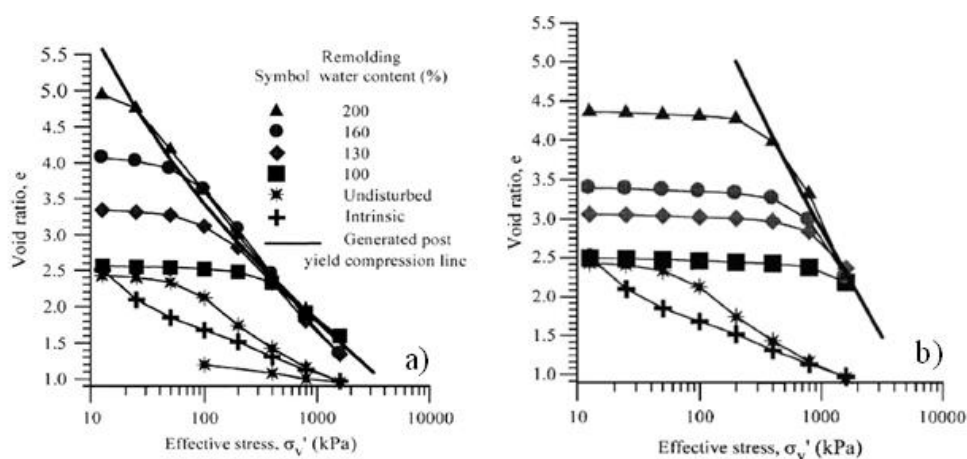 Void ratio, e
5.5
5.0
4.5
4.0
3.5
3.0
2.5
2.0
1.5
1.0
Remolding
Symbol water content (%)
200
160
130
100
Undisturbed
Intrinsic
Generated post
yield compression line
a)
10 100 1000 10000
Effective stress, σv' (kPa)
Void ratio, e
5.5
5.0
4.5
4.0
3.5
3.0
2.5
2.0
1.5
1.0
b)
10 100 1000 10000
Effective stress, σv' (kPa)